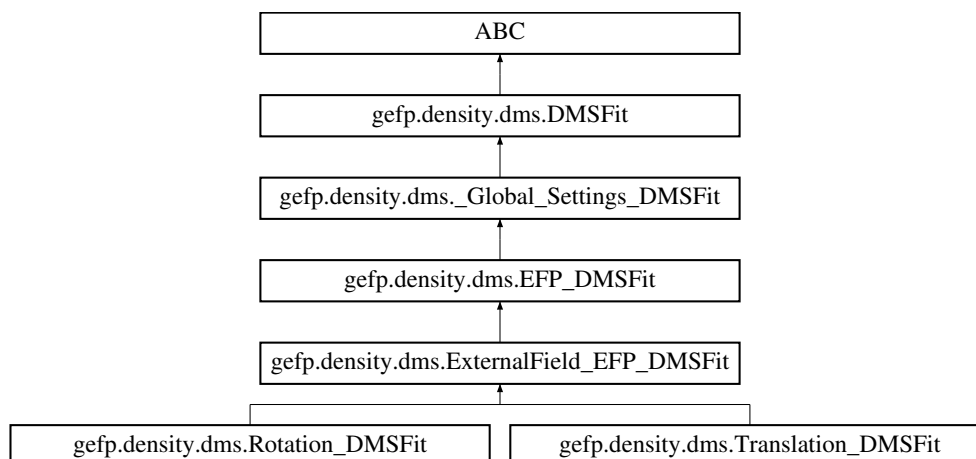 ABC
gefp.density.dms.DMSFit
gefp.density.dms._Global_Settings_DMSFit
gefp.density.dms.EFP_DMSFit
gefp.density.dms.ExternalField_EFP_DMSFit
gefp.density.dms.Rotation_DMSFit
gefp.density.dms.Translation_DMSFit